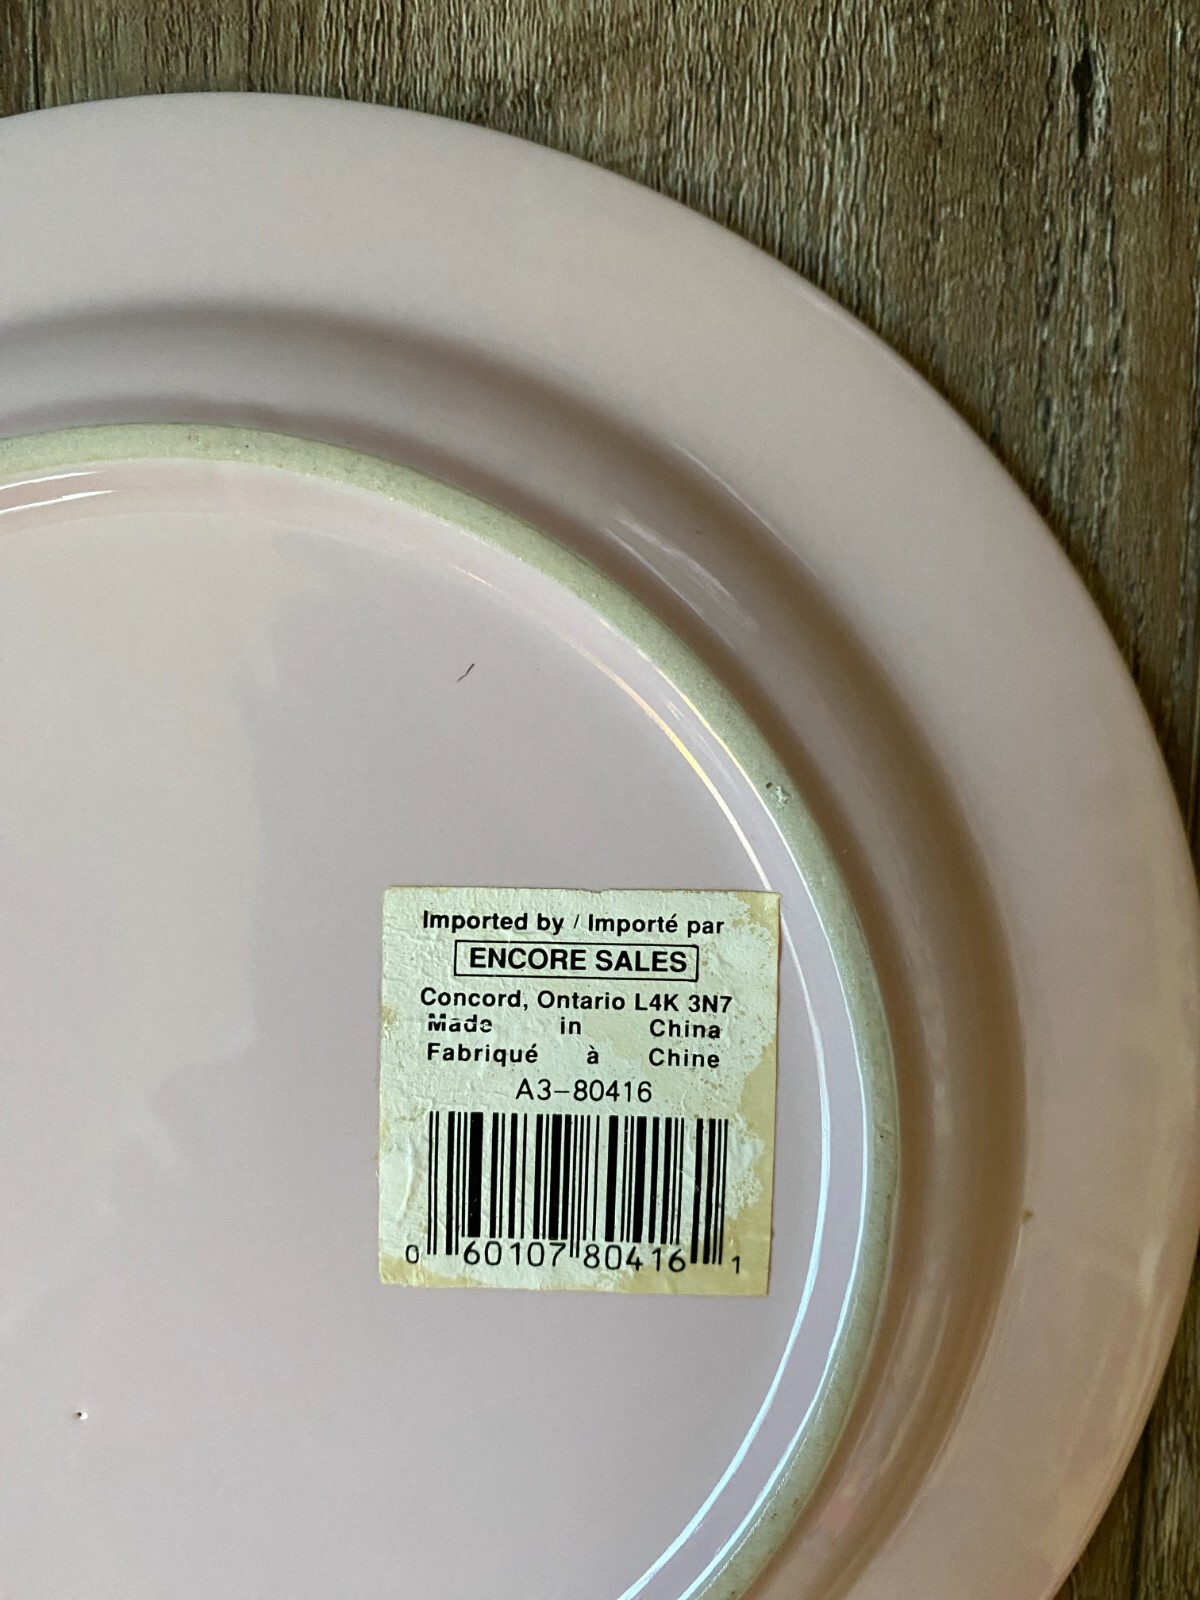 Imported by / Importé par
ENCORE SALES
Concord, Ontario L4K 3N7
Made in China
Fabriqué à Chine
A3-80416
0 60107 80416 1